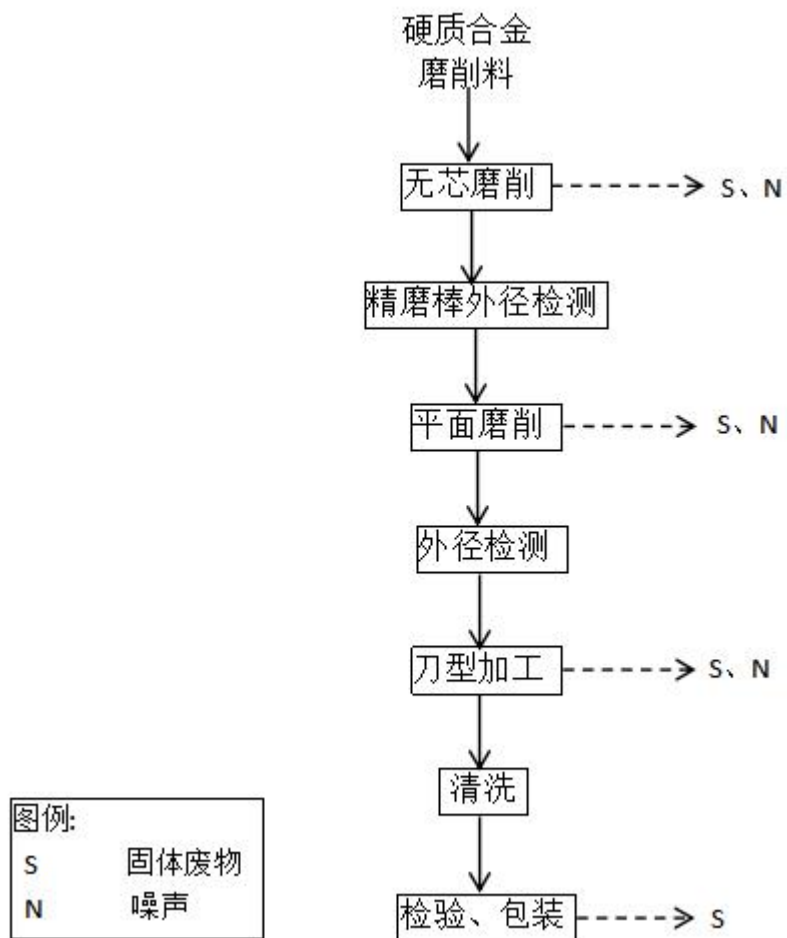 硬质合金
磨削料
无芯磨削
S、N
精磨棒外径检测
平面磨削
S、N
外径检测
刀型加工
S、N
清洗
图例:
S 固体废物
N 噪声
检验、包装
S